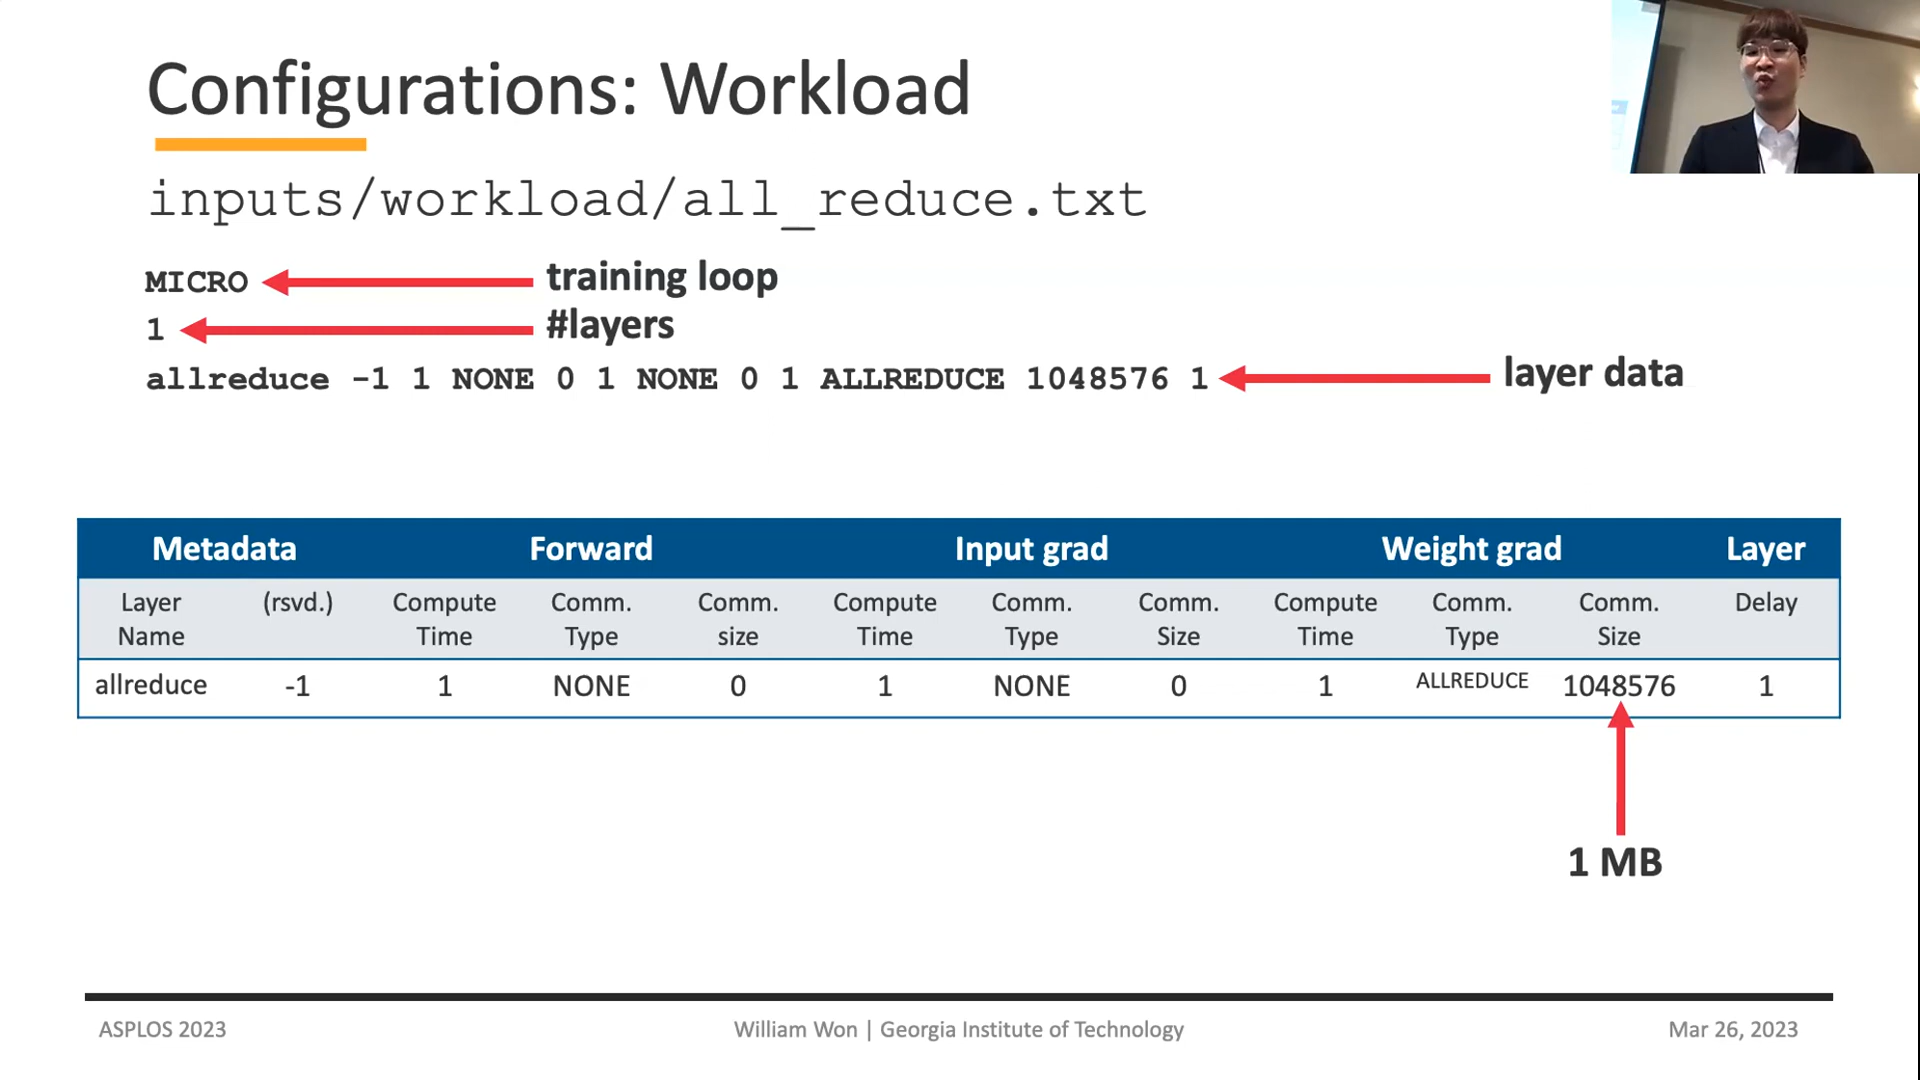 Configurations: Workload
inputs/workload/all_reduce.txt
MICRO training loop
1 #layers
allreduce -1 1 NONE 0 1 NONE 0 1 ALLREDUCE 1048576 1 layer data
Metadata Forward Input grad Weight grad Layer
Layer Name (rsvd.) Compute Time Comm. Type Comm. size Compute Time Comm. Type Comm. Size Compute Time Comm. Type Comm. Size Delay
allreduce -1 1 NONE 0 1 NONE 0 1 ALLREDUCE 1048576 1
1 MB
ASPLOS 2023 William Won | Georgia Institute of Technology Mar 26, 2023